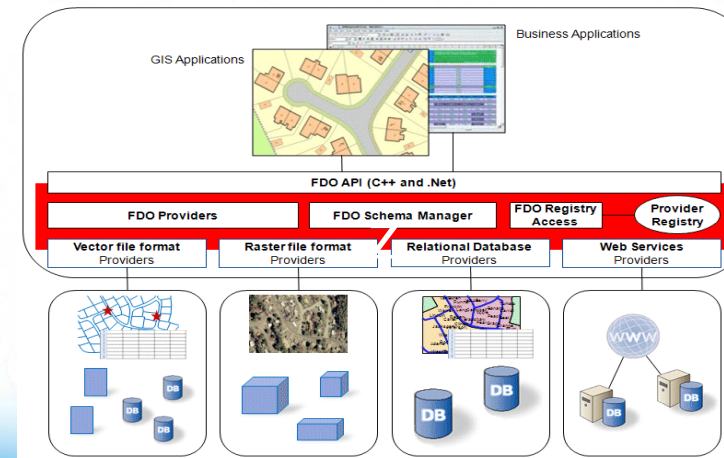 Business Applications
GIS Applications
FDO API (C++ and .Net)
FDO Providers
FDO Schema Manager
FDO Registry
Access
Provider
Registry
Vector file format
Providers
Raster file format
Providers
Relational Database
Providers
Web Services
Providers
WWW
DB
DB
DB
DB
DB
DB
DB